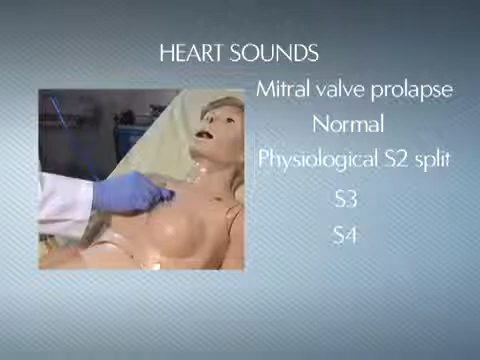 HEART SOUNDS
Mitral valve prolapse
Normal
Physiological S2 split
S3
S4